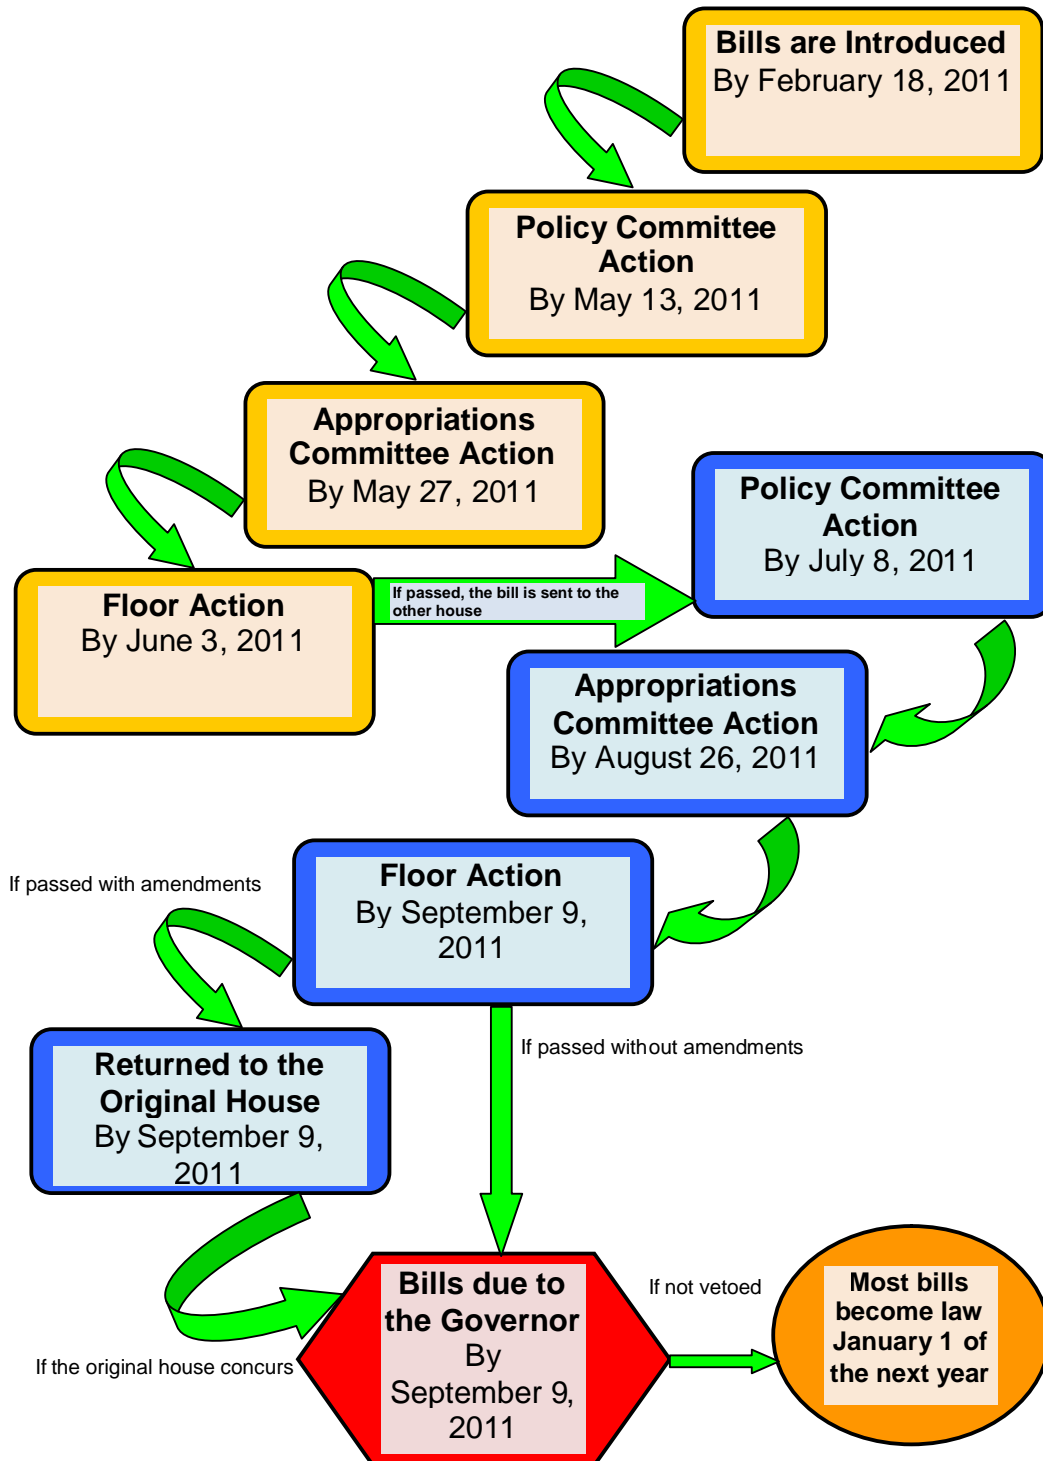 Bills are Introduced
By February 18, 2011
Policy Committee
Action
By May 13, 2011
Appropriations
Committee Action
By May 27, 2011
Floor Action
By June 3, 2011
If passed, the bill is sent to the
other house
Policy Committee
Action
By July 8, 2011
Appropriations
Committee Action
By August 26, 2011
Floor Action
By September 9,
2011
If passed with amendments
Returned to the
Original House
By September 9,
2011
If passed without amendments
If the original house concurs
Bills due to
the Governor
By
September 9,
2011
If not vetoed
Most bills
become law
January 1 of
the next year